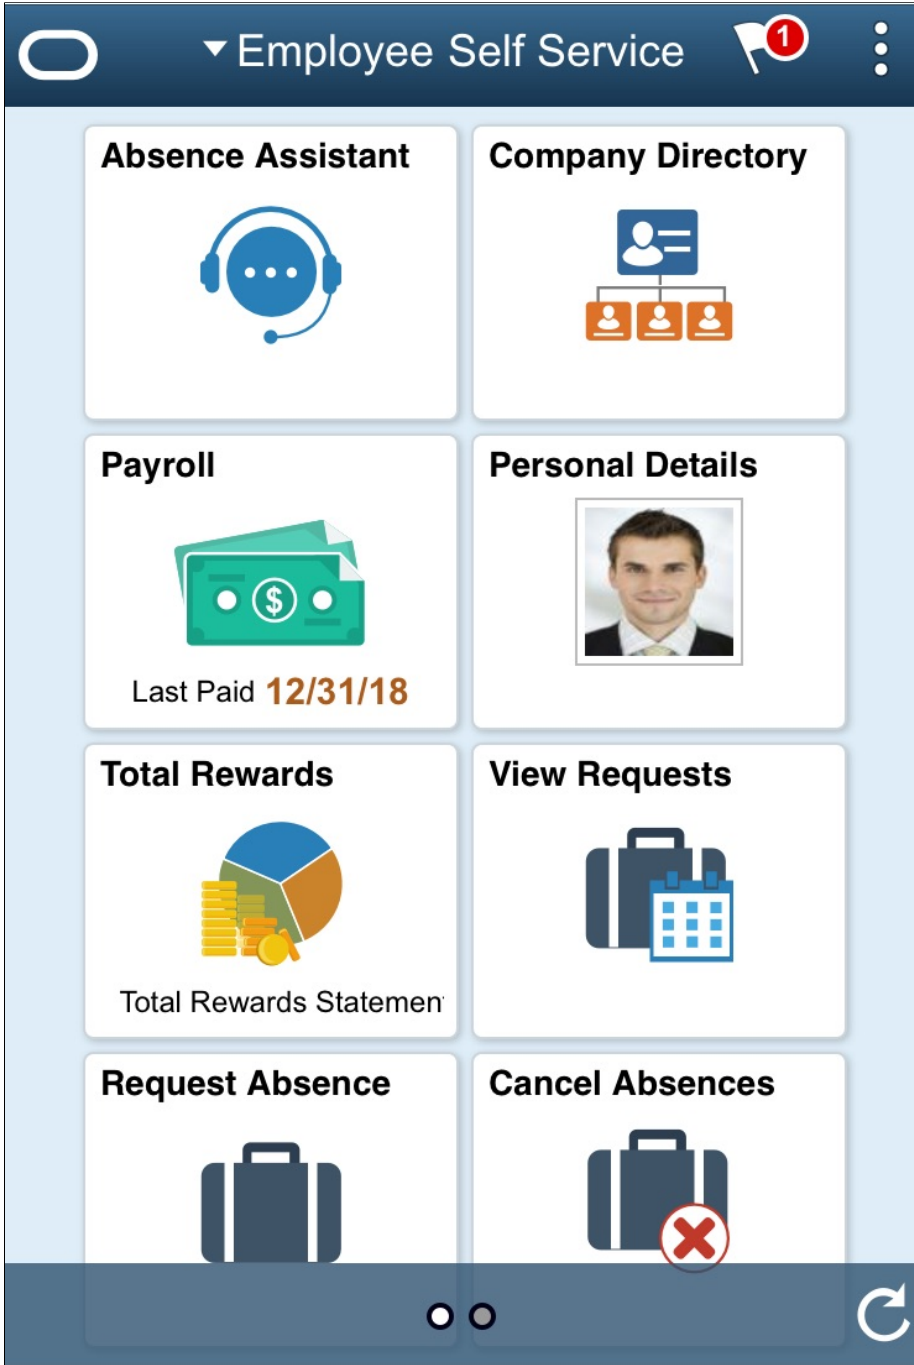 Employee Self Service
1
Absence Assistant
Company Directory
Payroll
$
Last Paid 12/31/18
Personal Details
Total Rewards
Total Rewards Statemen
View Requests
Request Absence
Cancel Absences